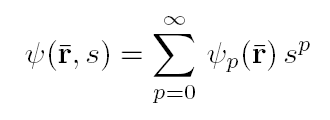 ψ(r̄, s) = ∑_{p=0}^{∞} ψ_p(r̄) s^p